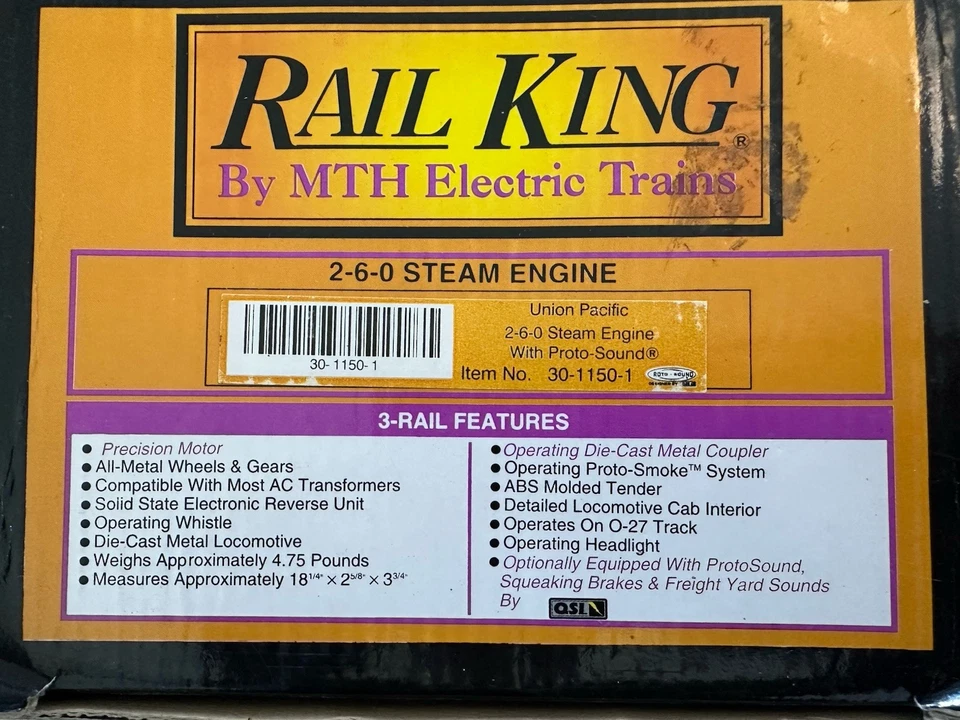 RAIL KING®
By MTH Electric Trains
2-6-0 STEAM ENGINE
30-1150-1
Union Pacific
2-6-0 Steam Engine
With Proto-Sound®
Item No. 30-1150-1
3-RAIL FEATURES
● Precision Motor
● All-Metal Wheels & Gears
● Compatible With Most AC Transformers
● Solid State Electronic Reverse Unit
● Operating Whistle
● Die-Cast Metal Locomotive
● Weighs Approximately 4.75 Pounds
● Measures Approximately 18 1/4" × 2 5/8" × 3 3/4"
● Operating Die-Cast Metal Coupler
● Operating Proto-Smoke™ System
● ABS Molded Tender
● Detailed Locomotive Cab Interior
● Operates On O-27 Track
● Operating Headlight
● Optionally Equipped With ProtoSound,
Squeaking Brakes & Freight Yard Sounds
By QSI